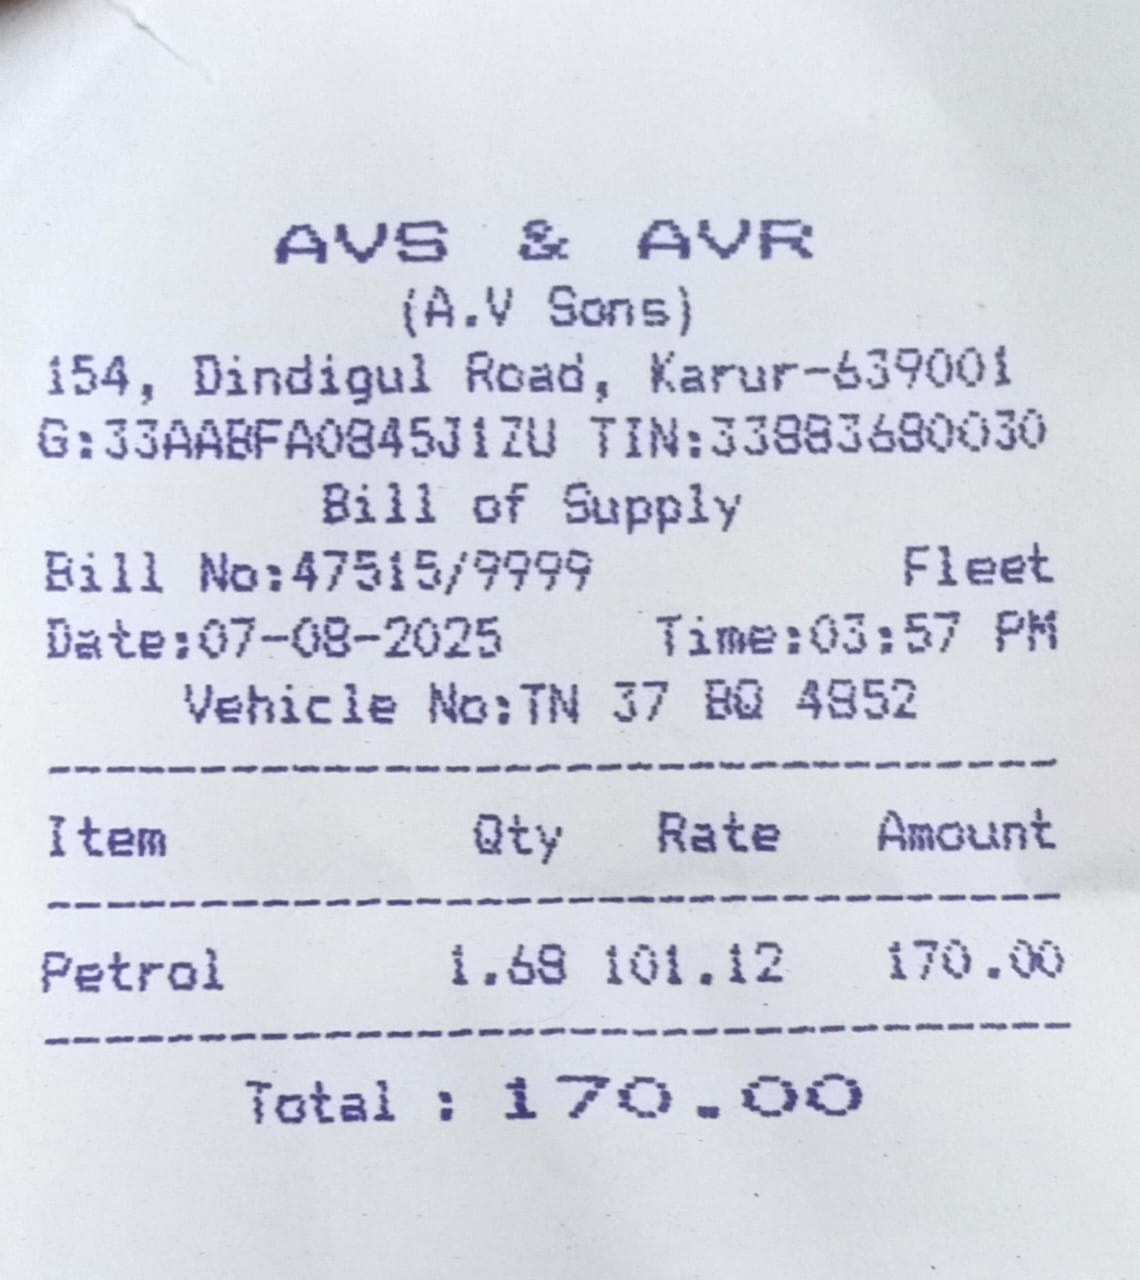 AVS & AVR
(A.V Sons)
154, Dindigul Road, Karur-639001
G:33AABFA0845J1ZU TIN:33883680030
Bill of Supply
Bill No:47515/9999 Fleet
Date:07-08-2025 Time:03:57 PM
Vehicle No:TN 37 BQ 4852
Item Qty Rate Amount
Petrol 1.68 101.12 170.00
Total : 170.00